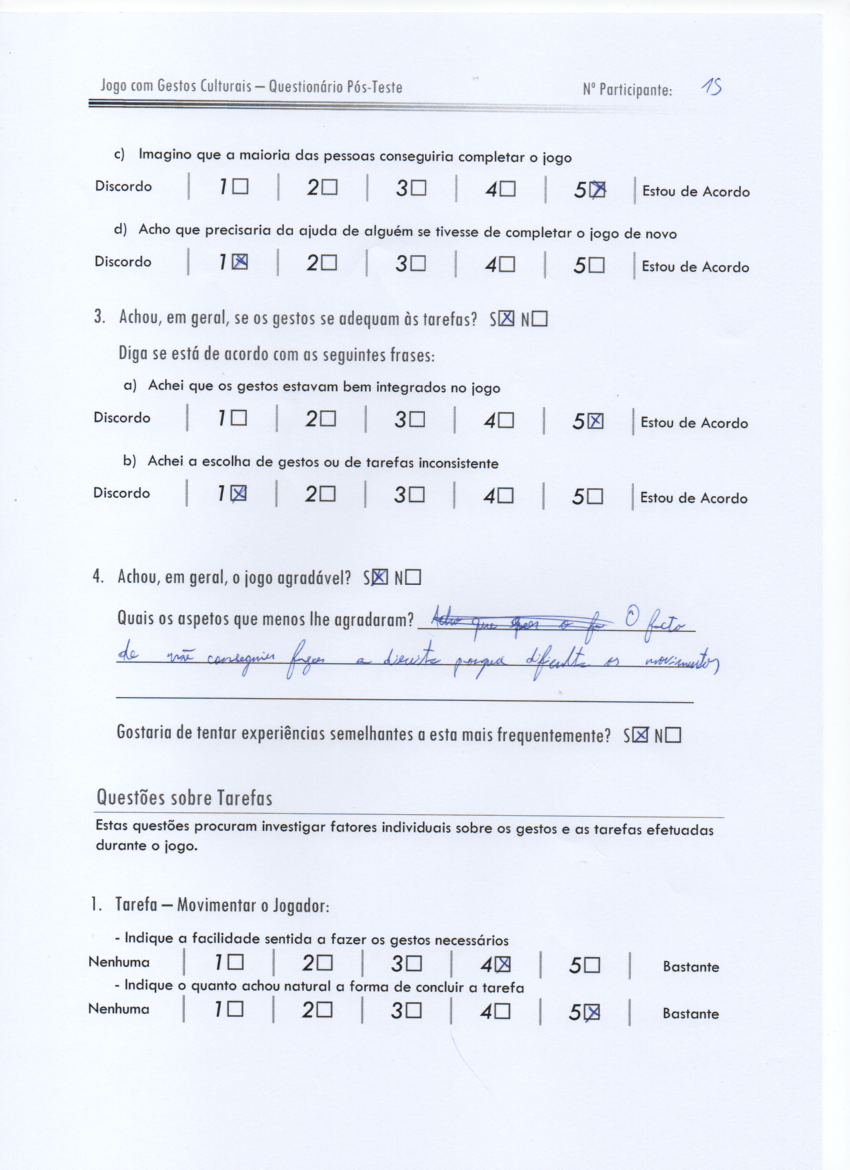 Jogo com Gestos Culturais – Questionário Pós-Teste Nº Participante: 15
c) Imagino que a maioria das pessoas conseguiria completar o jogo
Discordo 1☐ 2☐ 3☐ 4☐ 5☒ Estou de Acordo
d) Acho que precisaria da ajuda de alguém se tivesse de completar o jogo de novo
Discordo 1☒ 2☐ 3☐ 4☐ 5☐ Estou de Acordo
3. Achou, em geral, se os gestos se adequam às tarefas? S☒ N☐
Diga se está de acordo com as seguintes frases:
a) Achei que os gestos estavam bem integrados no jogo
Discordo 1☐ 2☐ 3☐ 4☐ 5☒ Estou de Acordo
b) Achei a escolha de gestos ou de tarefas inconsistente
Discordo 1☒ 2☐ 3☐ 4☐ 5☐ Estou de Acordo
4. Achou, em geral, o jogo agradável? S☒ N☐
Quais os aspetos que menos lhe agradaram? Acho que O facto
de não conseguir a direita porque dificulta os movimentos
Gostaria de tentar experiências semelhantes a esta mais frequentemente? S☒ N☐
Questões sobre Tarefas
Estas questões procuram investigar fatores individuais sobre os gestos e as tarefas efetuadas
durante o jogo.
1. Tarefa – Movimentar o Jogador:
- Indique a facilidade sentida a fazer os gestos necessários
Nenhuma 1☐ 2☐ 3☐ 4☒ 5☐ Bastante
- Indique o quanto achou natural a forma de concluir a tarefa
Nenhuma 1☐ 2☐ 3☐ 4☐ 5☒ Bastante